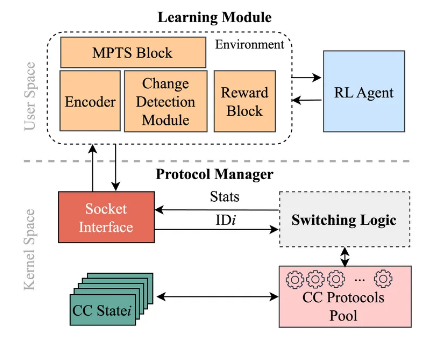 Learning Module
Environment
MPTS Block
Encoder
Change
Detection
Module
Reward
Block
RL Agent
User Space
Protocol Manager
Kernel Space
Socket
Interface
Stats
IDi
Switching Logic
CC Statei
...
CC Protocols
Pool